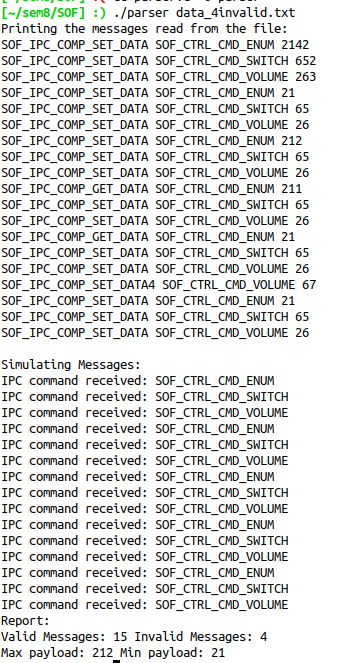 [~/sem8/SOF] :) ./parser data_4invalid.txt
Printing the messages read from the file:
SOF_IPC_COMP_SET_DATA SOF_CTRL_CMD_ENUM 2142
SOF_IPC_COMP_SET_DATA SOF_CTRL_CMD_SWITCH 652
SOF_IPC_COMP_SET_DATA SOF_CTRL_CMD_VOLUME 263
SOF_IPC_COMP_SET_DATA SOF_CTRL_CMD_ENUM 21
SOF_IPC_COMP_SET_DATA SOF_CTRL_CMD_SWITCH 65
SOF_IPC_COMP_SET_DATA SOF_CTRL_CMD_VOLUME 26
SOF_IPC_COMP_SET_DATA SOF_CTRL_CMD_ENUM 212
SOF_IPC_COMP_SET_DATA SOF_CTRL_CMD_SWITCH 65
SOF_IPC_COMP_SET_DATA SOF_CTRL_CMD_VOLUME 26
SOF_IPC_COMP_GET_DATA SOF_CTRL_CMD_ENUM 211
SOF_IPC_COMP_SET_DATA SOF_CTRL_CMD_SWITCH 65
SOF_IPC_COMP_SET_DATA SOF_CTRL_CMD_VOLUME 26
SOF_IPC_COMP_GET_DATA SOF_CTRL_CMD_ENUM 21
SOF_IPC_COMP_SET_DATA SOF_CTRL_CMD_SWITCH 65
SOF_IPC_COMP_SET_DATA SOF_CTRL_CMD_VOLUME 26
SOF_IPC_COMP_SET_DATA4 SOF_CTRL_CMD_VOLUME 67
SOF_IPC_COMP_SET_DATA SOF_CTRL_CMD_ENUM 21
SOF_IPC_COMP_SET_DATA SOF_CTRL_CMD_SWITCH 65
SOF_IPC_COMP_SET_DATA SOF_CTRL_CMD_VOLUME 26
Simulating Messages:
IPC command received: SOF_CTRL_CMD_ENUM
IPC command received: SOF_CTRL_CMD_SWITCH
IPC command received: SOF_CTRL_CMD_VOLUME
IPC command received: SOF_CTRL_CMD_ENUM
IPC command received: SOF_CTRL_CMD_SWITCH
IPC command received: SOF_CTRL_CMD_VOLUME
IPC command received: SOF_CTRL_CMD_ENUM
IPC command received: SOF_CTRL_CMD_SWITCH
IPC command received: SOF_CTRL_CMD_VOLUME
IPC command received: SOF_CTRL_CMD_ENUM
IPC command received: SOF_CTRL_CMD_SWITCH
IPC command received: SOF_CTRL_CMD_VOLUME
IPC command received: SOF_CTRL_CMD_ENUM
IPC command received: SOF_CTRL_CMD_SWITCH
IPC command received: SOF_CTRL_CMD_VOLUME
Report:
Valid Messages: 15 Invalid Messages: 4
Max payload: 212 Min payload: 21